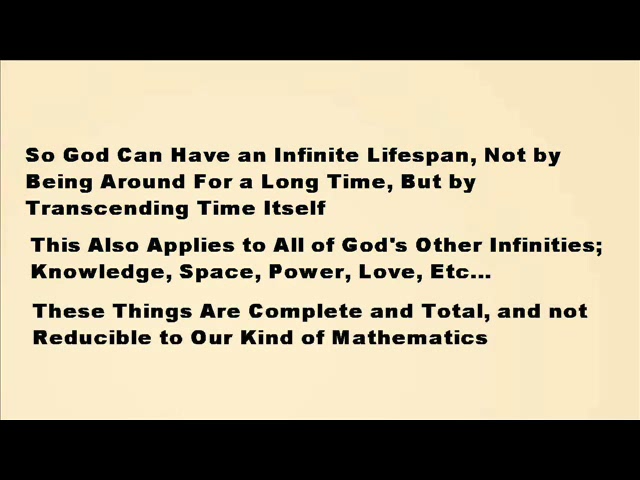 So God Can Have an Infinite Lifespan, Not by
Being Around For a Long Time, But by
Transcending Time Itself
This Also Applies to All of God's Other Infinities;
Knowledge, Space, Power, Love, Etc...
These Things Are Complete and Total, and not
Reducible to Our Kind of Mathematics